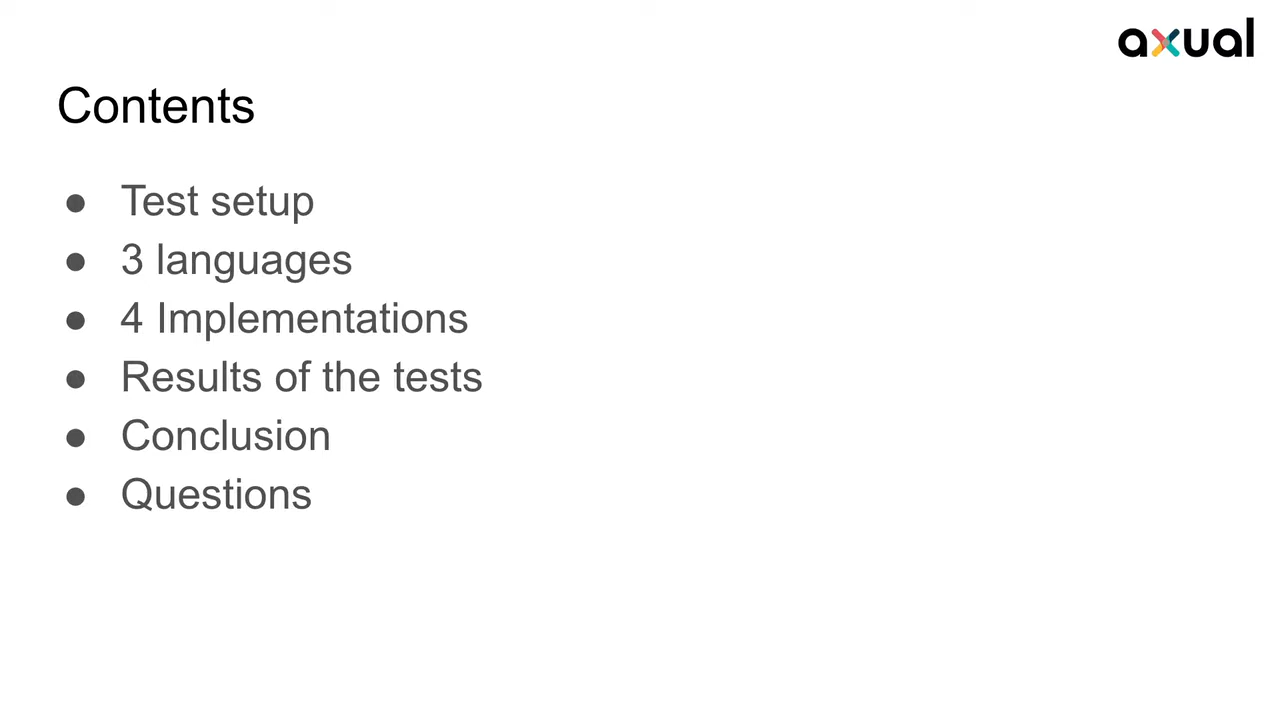 axual
Contents
● Test setup
● 3 languages
● 4 Implementations
● Results of the tests
● Conclusion
● Questions